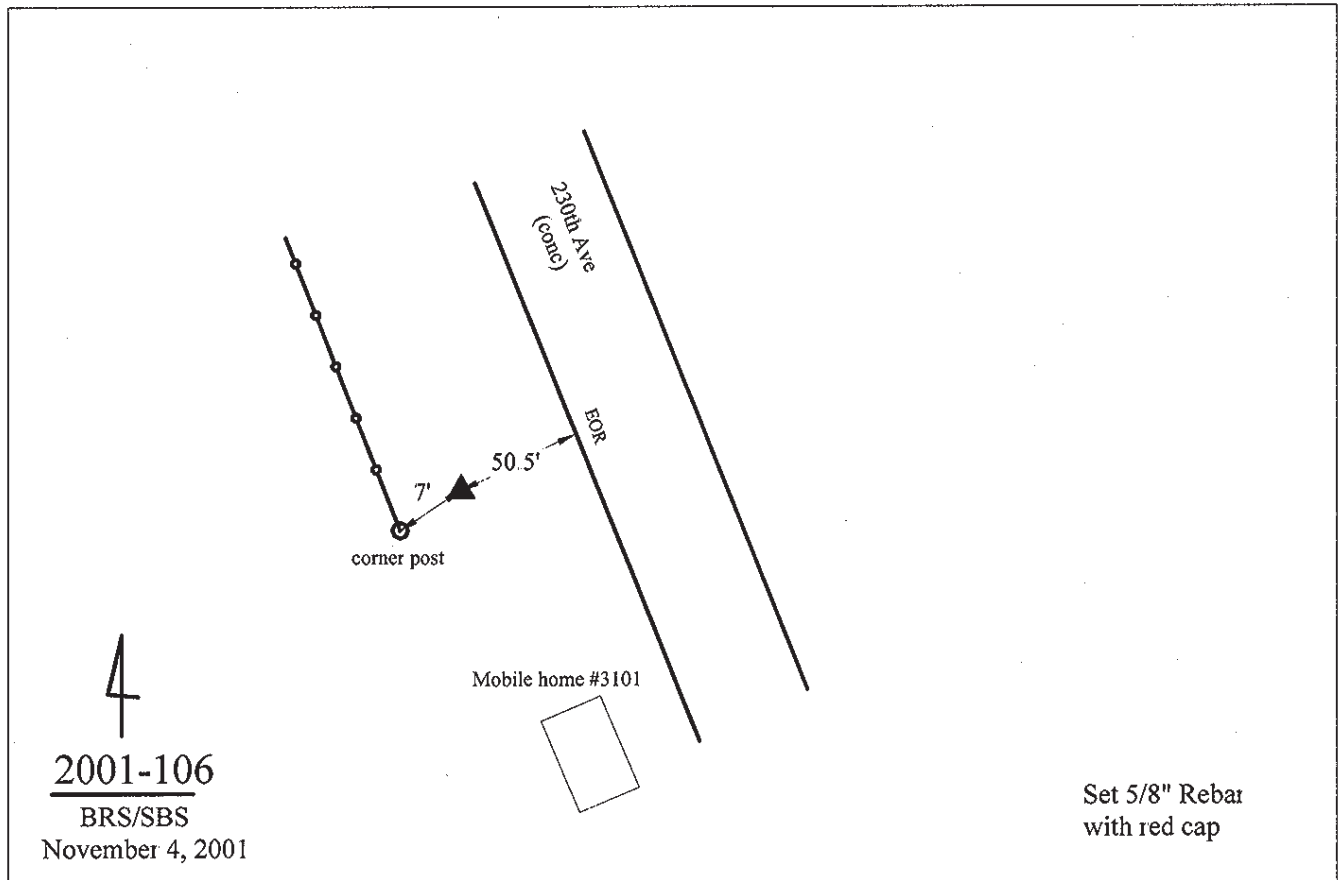 230th Ave
(conc)
EOR
50.5'
7'
corner post
Mobile home #3101
2001-106
BRS/SBS
November 4, 2001
Set 5/8" Rebar
with red cap